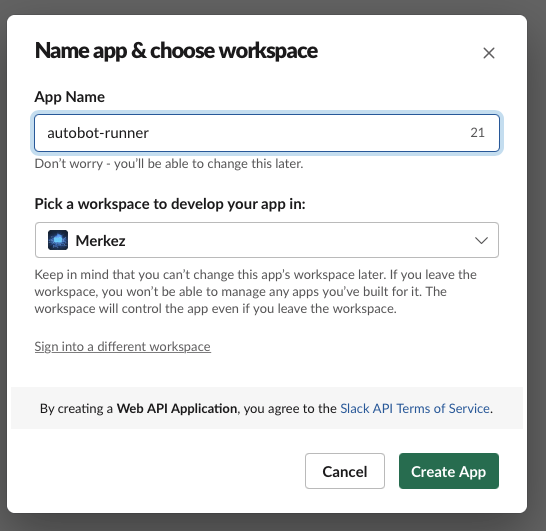 Name app & choose workspace
App Name
autobot-runner 21
Don't worry - you'll be able to change this later.
Pick a workspace to develop your app in:
Merkez
Keep in mind that you can't change this app's workspace later. If you leave the
workspace, you won't be able to manage any apps you've built for it. The
workspace will control the app even if you leave the workspace.
Sign into a different workspace
By creating a Web API Application, you agree to the Slack API Terms of Service.
Cancel Create App